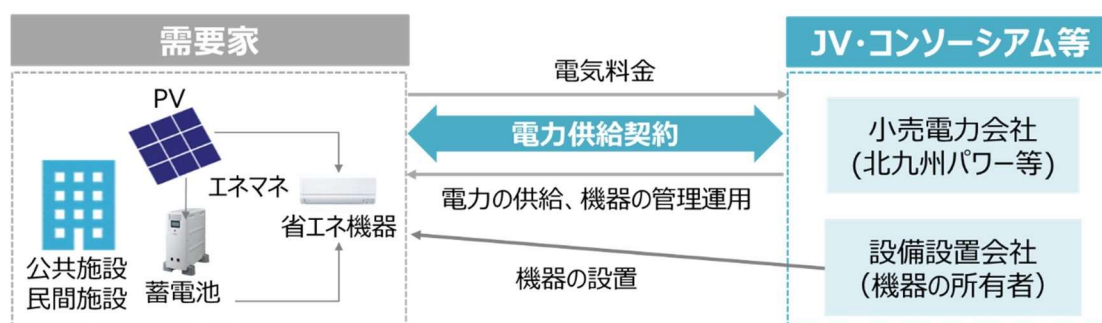 需要家
PV
エネマネ
省エネ機器
公共施設
民間施設
蓄電池
電気料金
電力供給契約
電力の供給、機器の管理運用
機器の設置
JV・コンソーシアム等
小売電力会社
(北九州パワー等)
設備設置会社
(機器の所有者)